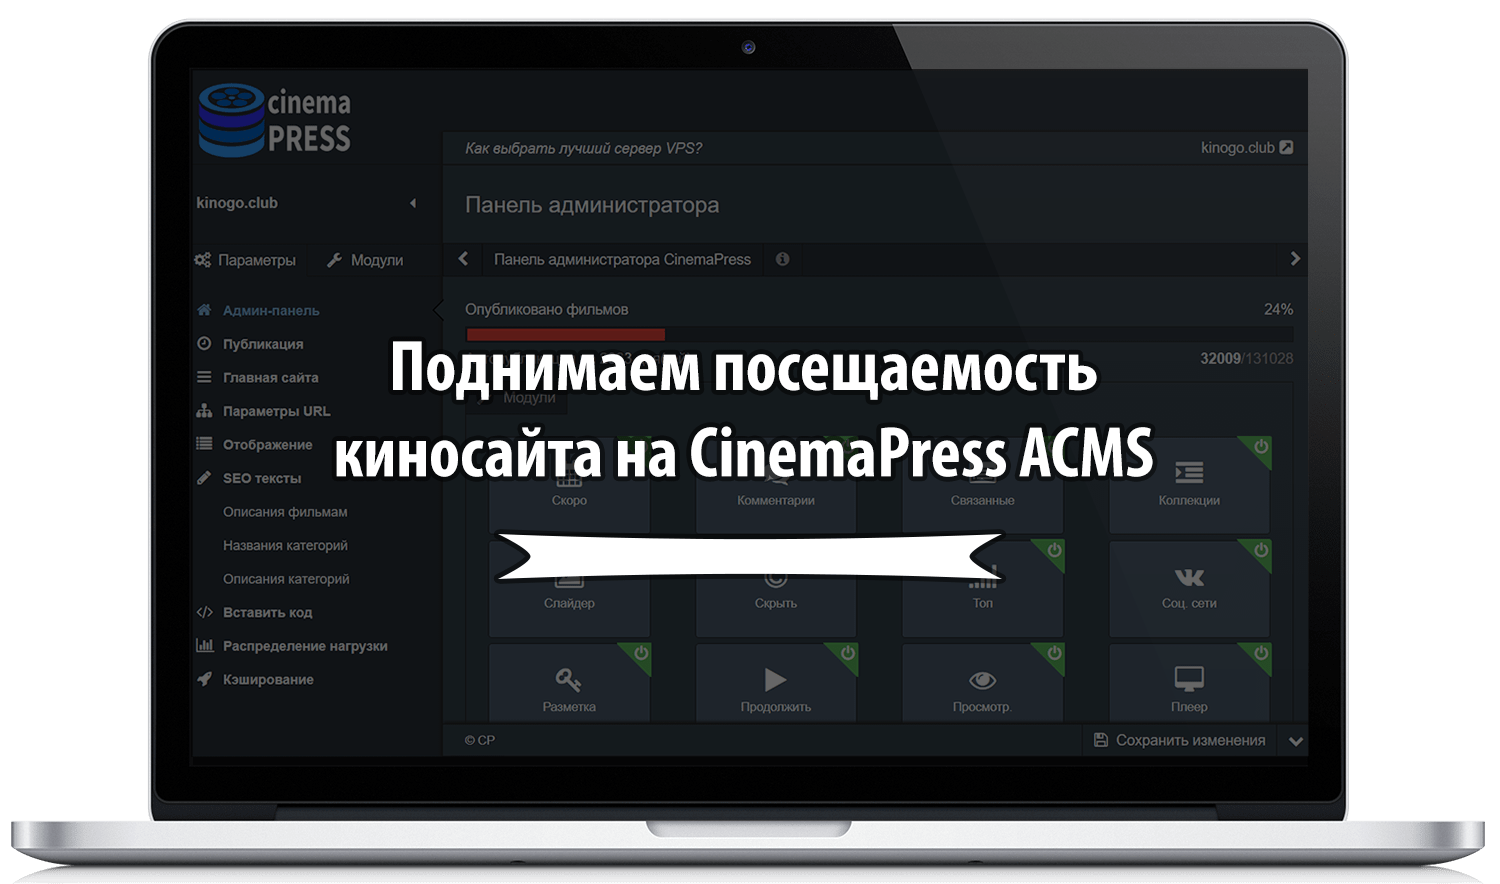 cinema
PRESS
Как выбрать лучший сервер VPS?
kinogo.club
kinogo.club
Панель администратора
Параметры
Модули
Панель администратора CinemaPress
Админ-панель
Публикация
Главная сайта
Параметры URL
Отображение
SEO тексты
Описания фильмам
Названия категорий
Описания категорий
Вставить код
Распределение нагрузки
Кэширование
Опубликовано фильмов
24%
32009/131028
Поднимаем посещаемость
киносайта на CinemaPress ACMS
Модули
Скоро
Комментарии
Связанные
Коллекции
Слайдер
Скрыть
Топ
Соц. сети
Разметка
Продолжить
Просмотр.
Плеер
© CP
Сохранить изменения